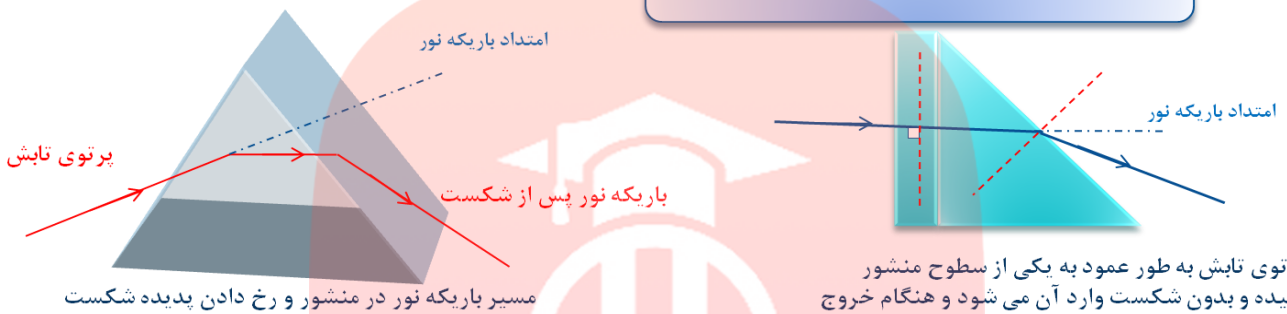 امتداد باریکه نور
پرتوی تابش
باریکه نور پس از شکست
مسیر باریکه نور در منشور و رخ دادن پدیده شکست
امتداد باریکه نور
توی تابش به طور عمود به یکی از سطوح منشور
یده و بدون شکست وارد آن می شود و هنگام خروج